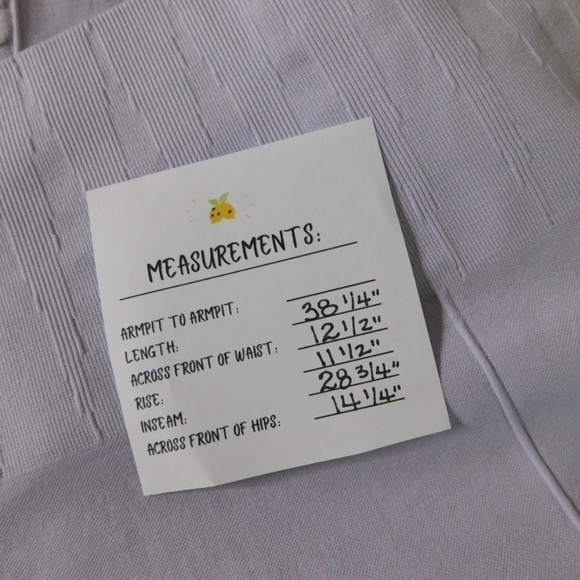 MEASUREMENTS:
ARMPIT TO ARMPIT:
LENGTH: 38 1/4"
ACROSS FRONT OF WAIST: 12 1/2"
RISE: 11 1/2"
INSEAM: 28 3/4"
ACROSS FRONT OF HIPS: 14 1/4"